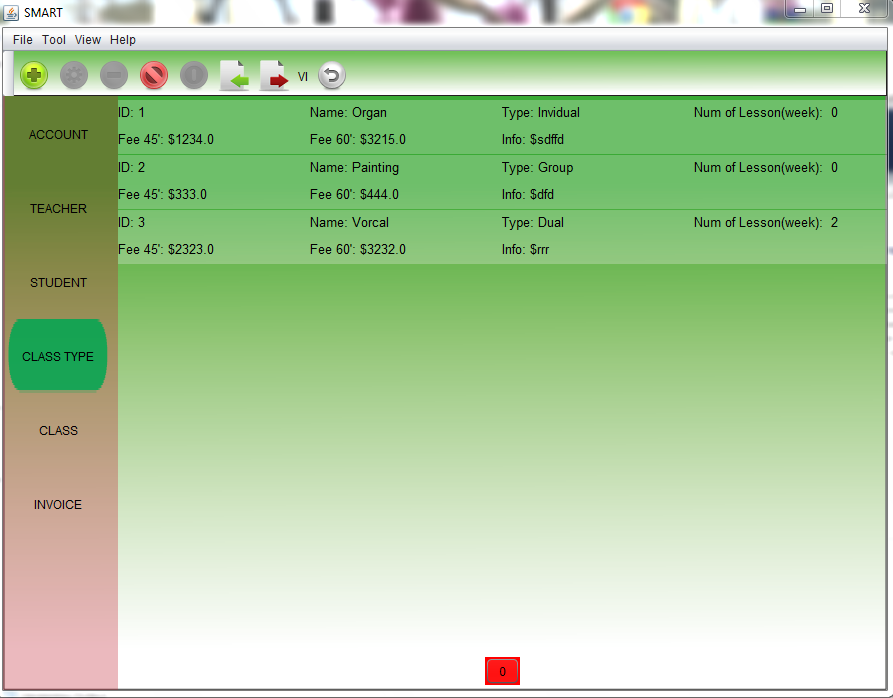 SMART
File Tool View Help
VI
ACCOUNT
TEACHER
STUDENT
CLASS TYPE
CLASS
INVOICE
ID: 1 Name: Organ Type: Invidual Num of Lesson(week): 0
Fee 45': $1234.0 Fee 60': $3215.0 Info: $sdffd
ID: 2 Name: Painting Type: Group Num of Lesson(week): 0
Fee 45': $333.0 Fee 60': $444.0 Info: $dfd
ID: 3 Name: Vorcal Type: Dual Num of Lesson(week): 2
Fee 45': $2323.0 Fee 60': $3232.0 Info: $rrr
0